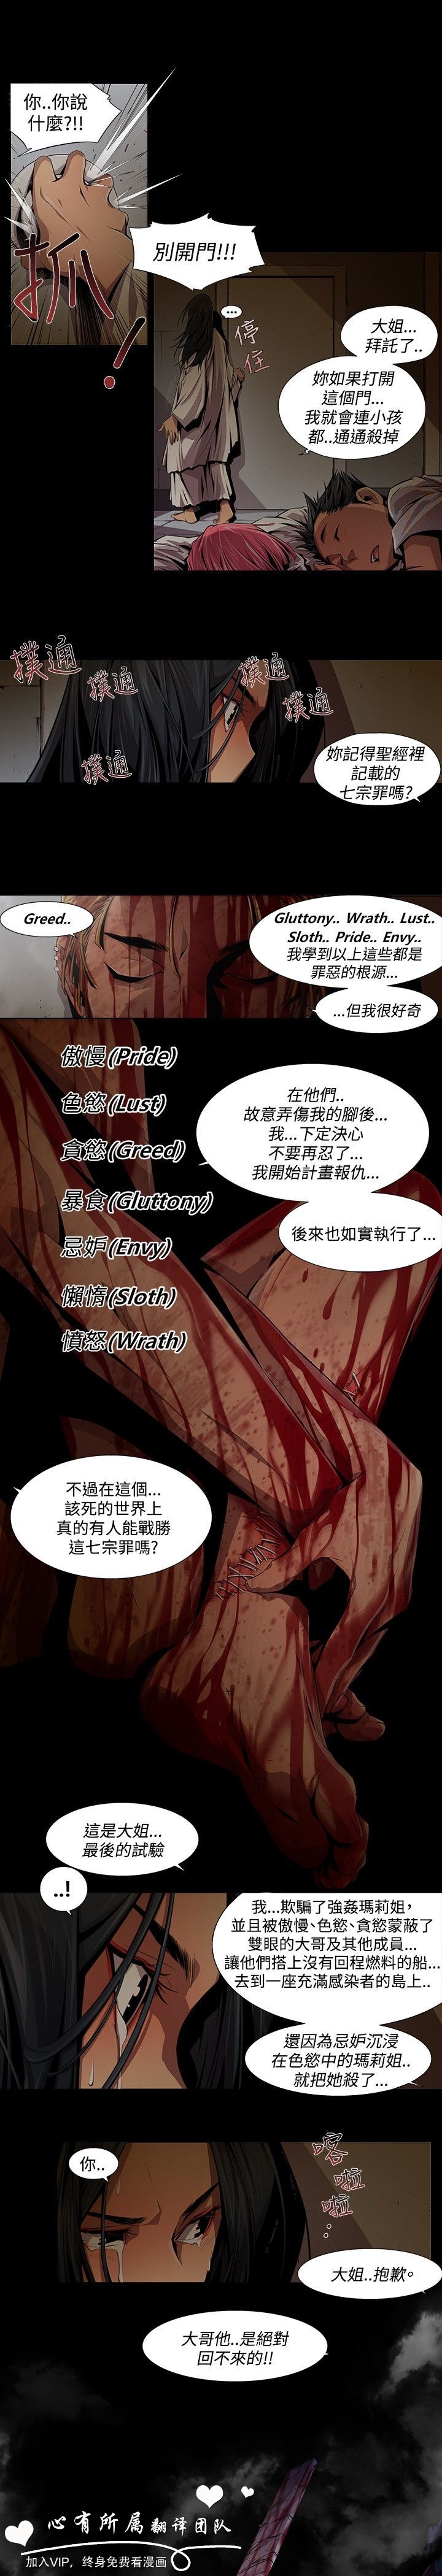 你..你說
什麼?!!
抓
!
別開門!!!
...
停
住
大姐...
拜託了..
妳如果打開
這個門...
我就會連小孩
都..通通殺掉
撲通
撲通
撲通
撲通
撲通
妳記得聖經裡
記載的
七宗罪嗎?
Greed..
Gluttony.. Wrath.. Lust..
Sloth.. Pride.. Envy..
我學到以上這些都是
罪惡的根源...
...但我很好奇
傲慢(Pride)
色慾(Lust)
貪慾(Greed)
暴食(Gluttony)
忌妒(Envy)
懶惰(Sloth)
憤怒(Wrath)
在他們..
故意弄傷我的腳後...
我...下定決心
不要再忍了...
我開始計畫報仇...
後來也如實執行了...
不過在這個...
該死的世界上
真的有人能戰勝
這七宗罪嗎?
這是大姐...
最後的試驗
..!
我...欺騙了強姦瑪莉姐,
並且被傲慢、色慾、貪慾蒙蔽了
雙眼的大哥及其他成員...
讓他們搭上沒有回程燃料的船...
去到一座充滿感染者的島上..
還因為忌妒沉浸
在色慾中的瑪莉姐..
就把她殺了...
你..
喀
啦
啦
:
大姐..抱歉。
大哥他..是絕對
回不來的!!
心有所属翻译团队
加入VIP，终身免费看漫画